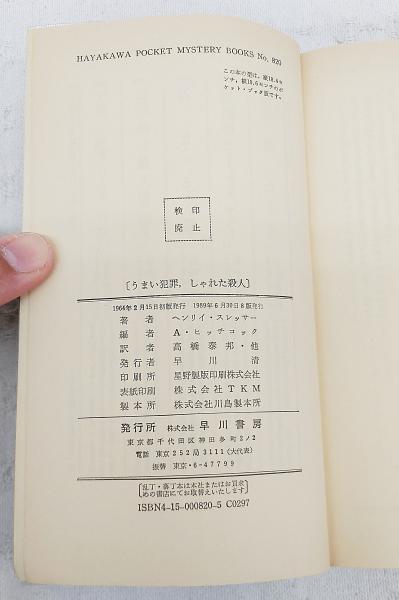 HAYAKAWA POCKET MYSTERY BOOKS No. 820
この本の型は，縦18.4セ
ンチ，横10.6センチのポ
ケット・ブック版です。
検印
廃止
〔うまい犯罪，しゃれた殺人〕
1964年2月15日初版発行 1989年6月30日8版発行
著者 ヘンリイ・スレッサー
編者 A・ヒッチコック
訳者 高橋泰邦・他
発行者 早川清
印刷所 星野製版印刷株式会社
表紙印刷 株式会社TKM
製本所 株式会社川島製本所
発行所 株式会社 早川書房
東京都千代田区神田多町2ノ2
電話 東京 252局 3111（大代表）
振替 東京・6-47799
〔乱丁・落丁本は本社またはお買求
めの書店にてお取替えいたします〕
ISBN4-15-000820-5 C0297